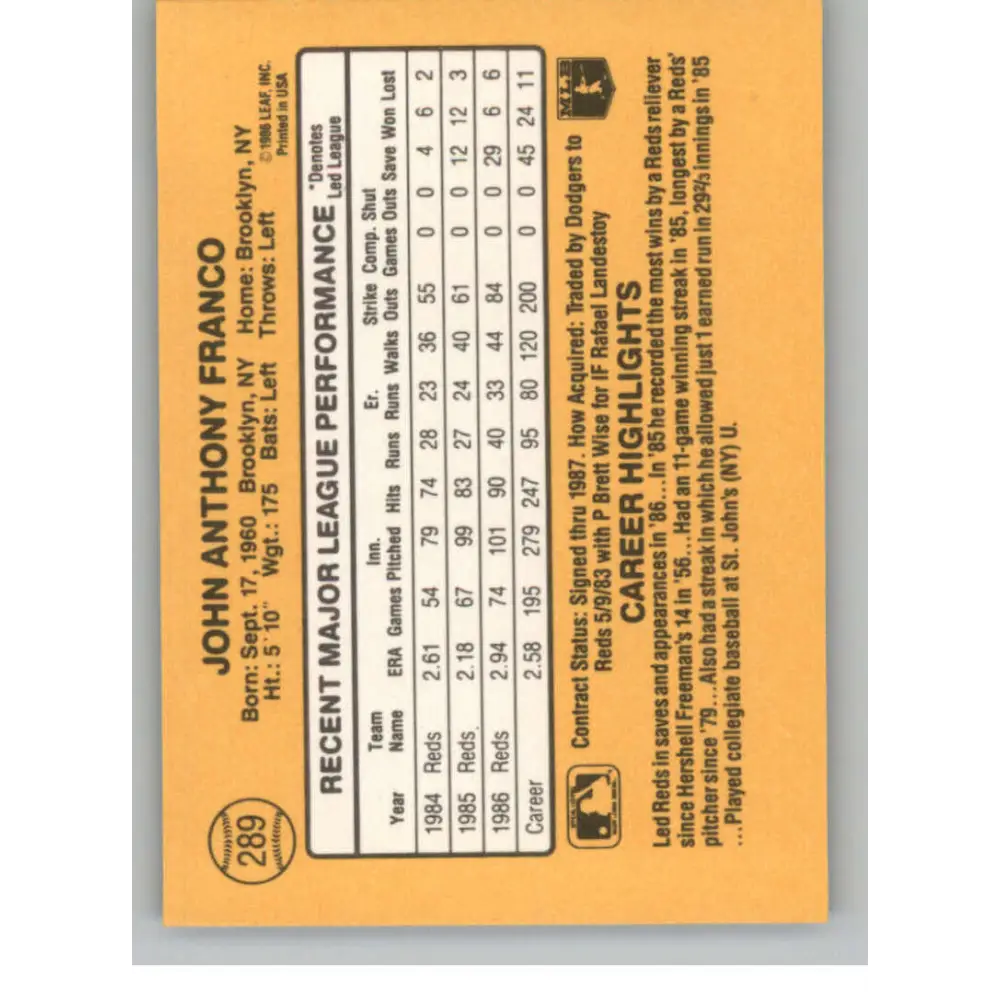 289
JOHN ANTHONY FRANCO
Born: Sept. 17, 1960 Brooklyn, NY Home: Brooklyn, NY
Ht.: 5'10" Wgt.: 175 Bats: Left Throws: Left
© 1986 LEAF, INC.
Printed in USA
RECENT MAJOR LEAGUE PERFORMANCE *Denotes Led League
Year Team Name ERA Games Inn. Pitched Hits Runs Er. Runs Walks Strike Outs Comp. Games Shut Outs Save Won Lost
1984 Reds 2.61 54 79 74 28 23 36 55 0 0 4 6 2
1985 Reds 2.18 67 99 83 27 24 40 61 0 0 12 12 3
1986 Reds 2.94 74 101 90 40 33 44 84 0 0 29 6 6
Career 2.58 195 279 247 95 80 120 200 0 0 45 24 11
Contract Status: Signed thru 1987. How Acquired: Traded by Dodgers to
Reds 5/9/83 with P Brett Wise for IF Rafael Landestoy
MLB
CAREER HIGHLIGHTS
Led Reds in saves and appearances in '86...In '85 he recorded the most wins by a Reds reliever
since Hershell Freeman's 14 in '56...Had an 11-game winning streak in '85, longest by a Reds'
pitcher since '79...Also had a streak in which he allowed just 1 earned run in 29⅔ innings in '85
...Played collegiate baseball at St. John's (NY) U.